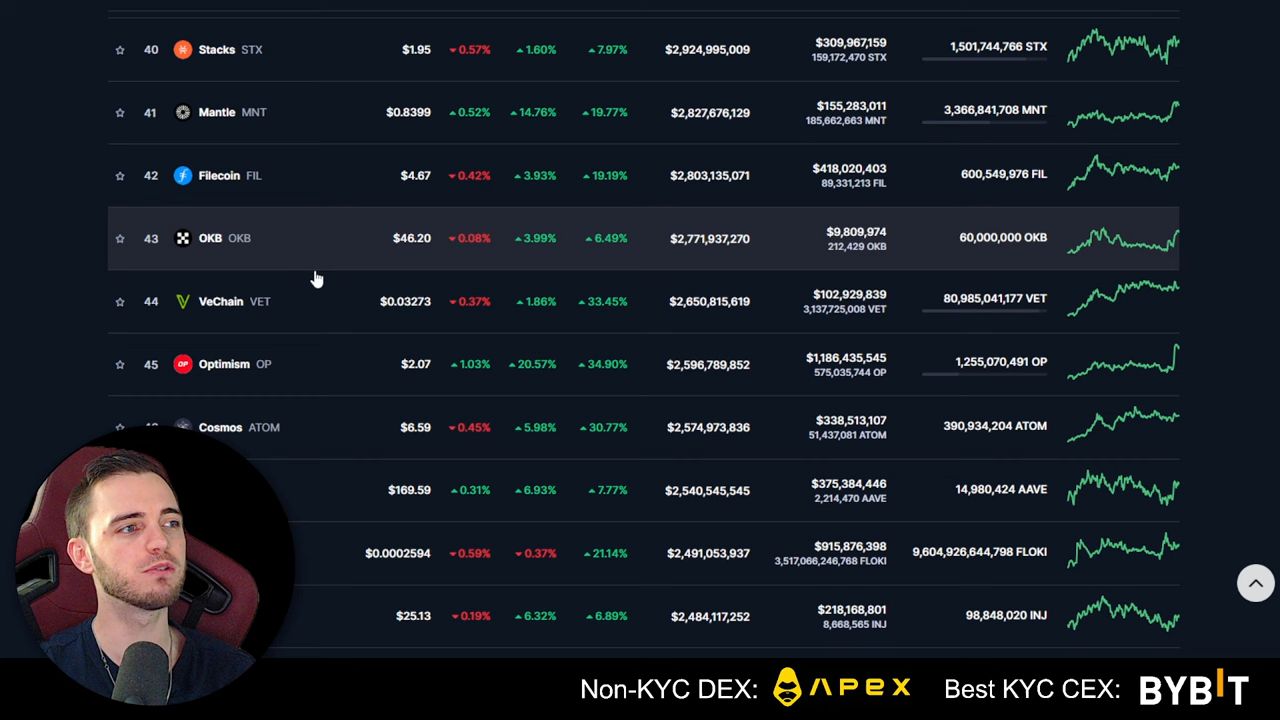 40 Stacks STX $1.95 0.57% 1.60% 7.97% $2,924,995,009 $309,967,159 1,501,744,766 STX
159,172,470 STX
41 Mantle MNT $0.8399 0.52% 14.76% 19.77% $2,827,676,129 $155,283,011 3,366,841,708 MNT
185,662,663 MNT
42 Filecoin FIL $4.67 0.42% 3.93% 19.19% $2,803,135,071 $418,020,403 600,549,976 FIL
89,331,213 FIL
43 OKB OKB $46.20 0.08% 3.99% 6.49% $2,771,937,270 $9,809,974 60,000,000 OKB
212,429 OKB
44 VeChain VET $0.03273 0.37% 1.86% 33.45% $2,650,815,619 $102,929,839 80,985,041,177 VET
3,137,725,008 VET
45 OP Optimism OP $2.07 1.03% 20.57% 34.90% $2,596,789,852 $1,186,435,545 1,255,070,491 OP
575,035,744 OP
Cosmos ATOM $6.59 0.45% 5.98% 30.77% $2,574,973,836 $338,513,107 390,934,204 ATOM
51,437,081 ATOM
$169.59 0.31% 6.93% 7.77% $2,540,545,545 $375,384,446 14,980,424 AAVE
2,214,470 AAVE
$0.0002594 0.59% 0.37% 21.14% $2,491,053,937 $915,876,398 9,604,926,644,798 FLOKI
3,517,066,246,768 FLOKI
$25.13 0.19% 6.32% 6.89% $2,484,117,252 $218,168,801 98,848,020 INJ
8,668,565 INJ
Non-KYC DEX: APEX Best KYC CEX: BYBIT